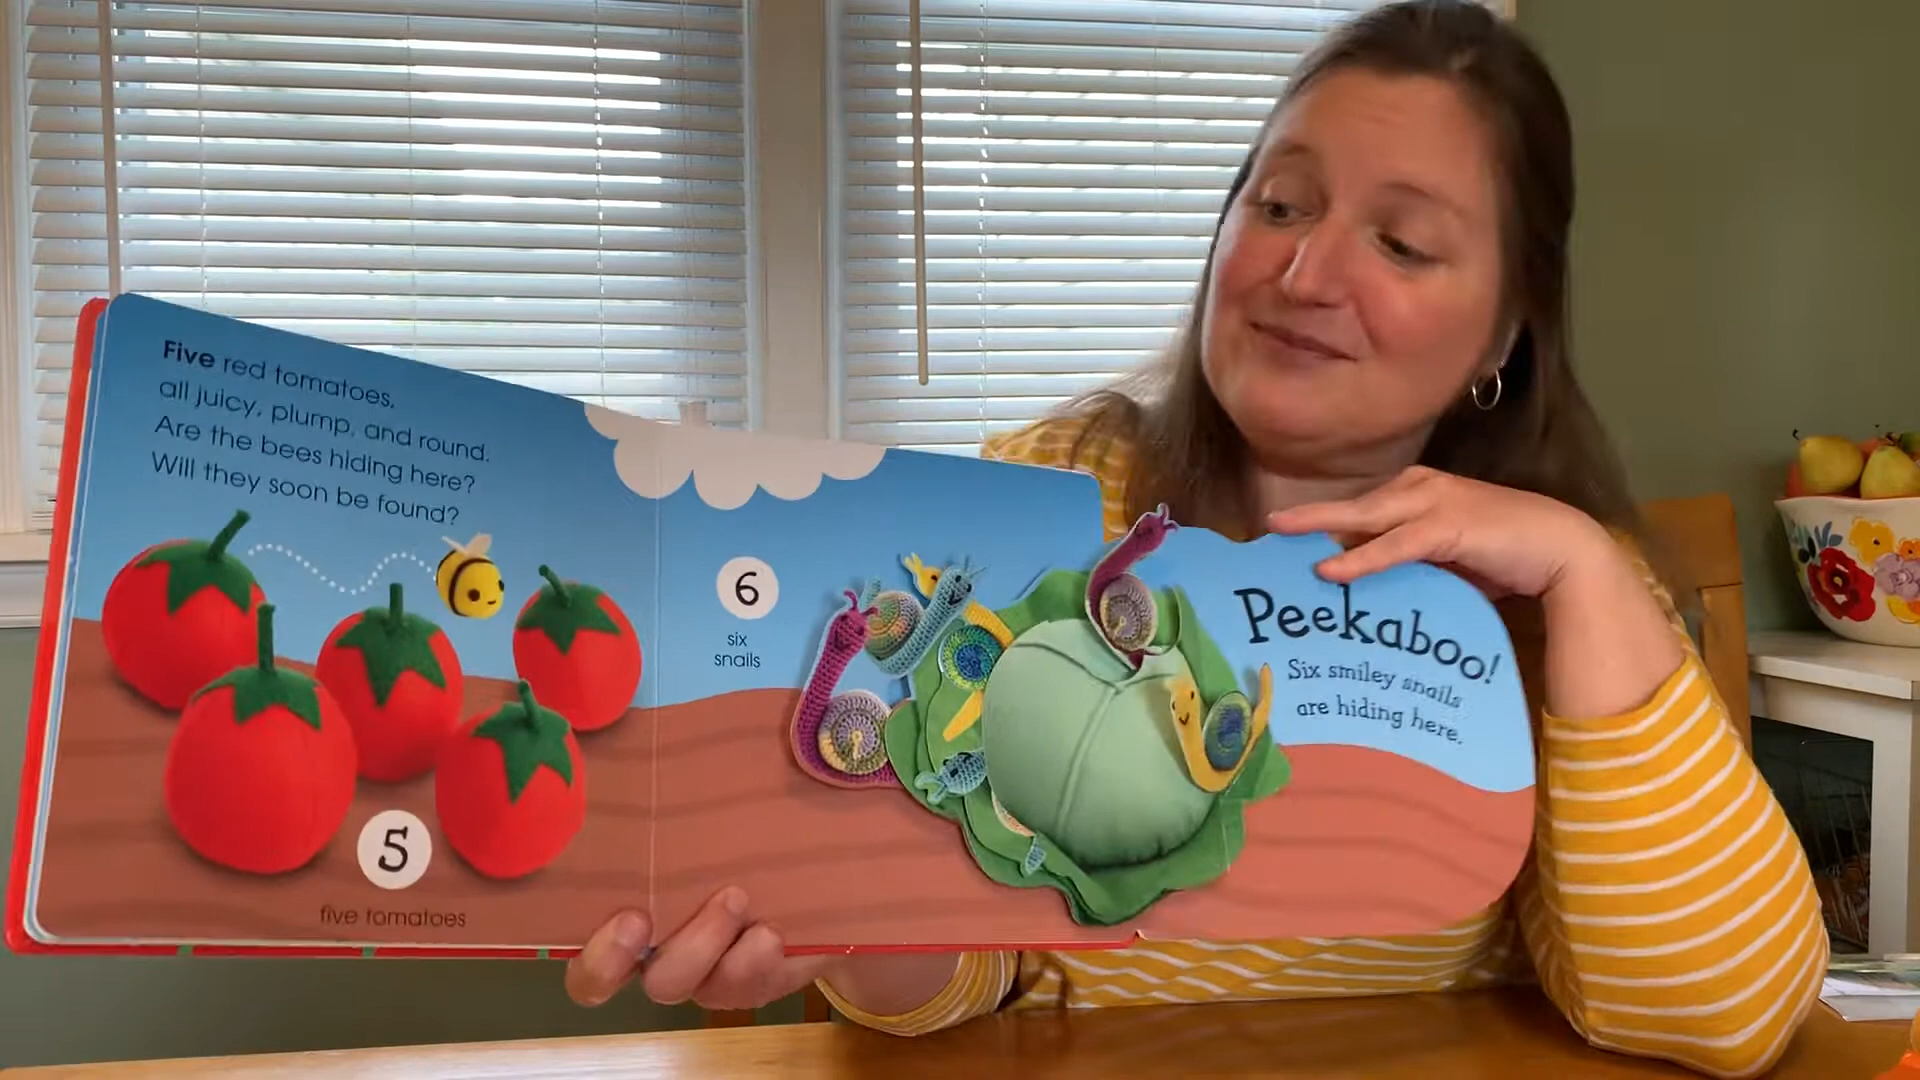 Five red tomatoes,
all juicy, plump, and round.
Are the bees hiding here?
Will they soon be found?
5
five tomatoes
6
six
snails
Peekaboo!
Six smiley snails
are hiding here.